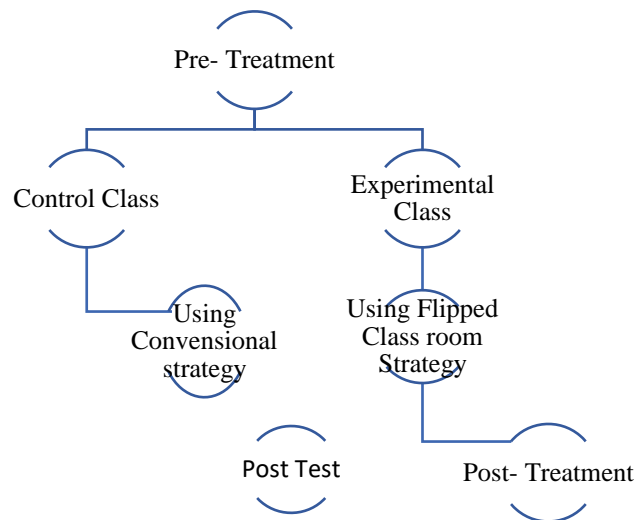 Pre- Treatment
Control Class
Experimental
Class
Using
Convensional
strategy
Using Flipped
Class room
Strategy
Post Test
Post- Treatment